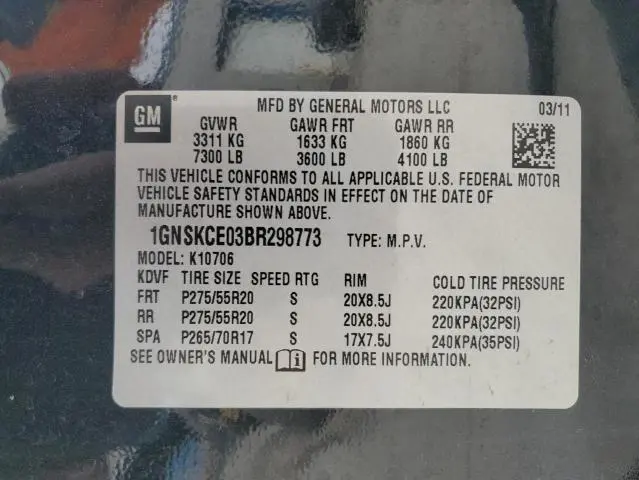 GM ®
MFD BY GENERAL MOTORS LLC 03/11
GVWR GAWR FRT GAWR RR
3311 KG 1633 KG 1860 KG
7300 LB 3600 LB 4100 LB
THIS VEHICLE CONFORMS TO ALL APPLICABLE U.S. FEDERAL MOTOR
VEHICLE SAFETY STANDARDS IN EFFECT ON THE DATE OF
MANUFACTURE SHOWN ABOVE.
1GNSKCE03BR298773 TYPE: M.P.V.
MODEL: K10706
KDVF TIRE SIZE SPEED RTG RIM COLD TIRE PRESSURE
FRT P275/55R20 S 20X8.5J 220KPA(32PSI)
RR P275/55R20 S 20X8.5J 220KPA(32PSI)
SPA P265/70R17 S 17X7.5J 240KPA(35PSI)
SEE OWNER'S MANUAL i FOR MORE INFORMATION.